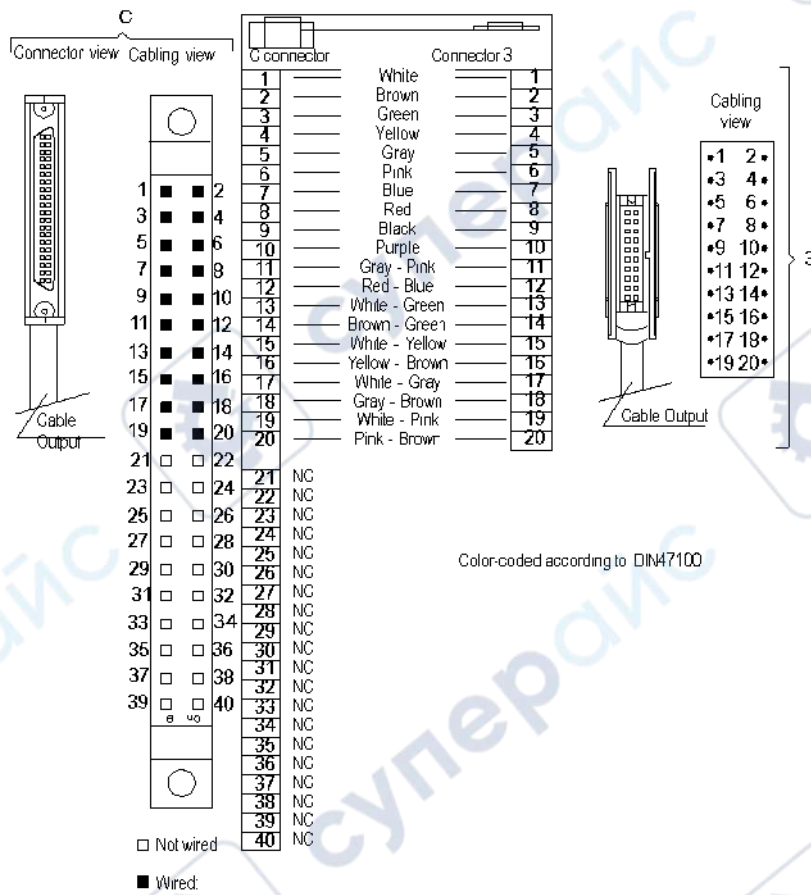 C
Connector view Cabling view
C connector Connector 3
1 White 1
2 Brown 2
3 Green 3
4 Yellow 4
5 Gray 5
6 Pink 6
7 Blue 7
8 Red 8
9 Black 9
10 Purple 10
11 Gray - Pink 11
12 Red - Blue 12
13 White - Green 13
14 Brown - Green 14
15 White - Yellow 15
16 Yellow - Brown 16
17 White - Gray 17
18 Gray - Brown 18
19 White - Pink 19
20 Pink - Brown 20
21 NC
22 NC
23 NC
24 NC
25 NC
26 NC
27 NC
28 NC
29 NC
30 NC
31 NC
32 NC
33 NC
34 NC
35 NC
36 NC
37 NC
38 NC
39 NC
40 NC
1 2
3 4
5 6
7 8
9 10
11 12
13 14
15 16
17 18
19 20
21 22
23 24
25 26
27 28
29 30
31 32
33 34
35 36
37 38
39 40
Cable
Output
Not wired
Wired:
Cabling
view
1 2
3 4
5 6
7 8
9 10
11 12
13 14
15 16
17 18
19 20
3
Cable Output
Color-coded according to DIN47100
супер
айс
супер
айс
айс